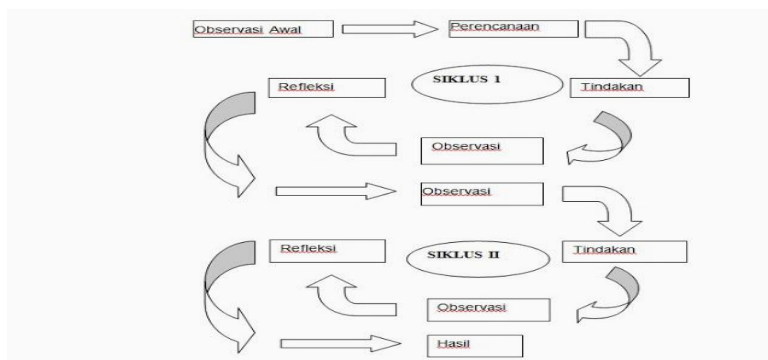 Observasi Awal
Perencanaan
Refleksi
SIKLUS 1
Tindakan
Observasi
Observasi
Refleksi
SIKLUS II
Tindakan
Observasi
Hasil